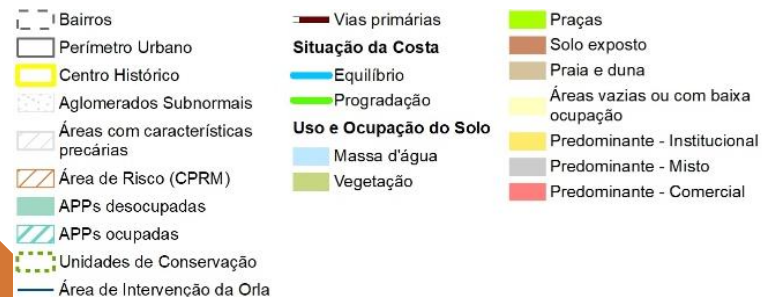 Bairros
Perímetro Urbano
Centro Histórico
Aglomerados Subnormais
Áreas com características
precárias
Área de Risco (CPRM)
APPs desocupadas
APPs ocupadas
Unidades de Conservação
Área de Intervenção da Orla
Vias primárias
Situação da Costa
Equilíbrio
Progradação
Uso e Ocupação do Solo
Massa d'água
Vegetação
Praças
Solo exposto
Praia e duna
Áreas vazias ou com baixa
ocupação
Predominante - Institucional
Predominante - Misto
Predominante - Comercial